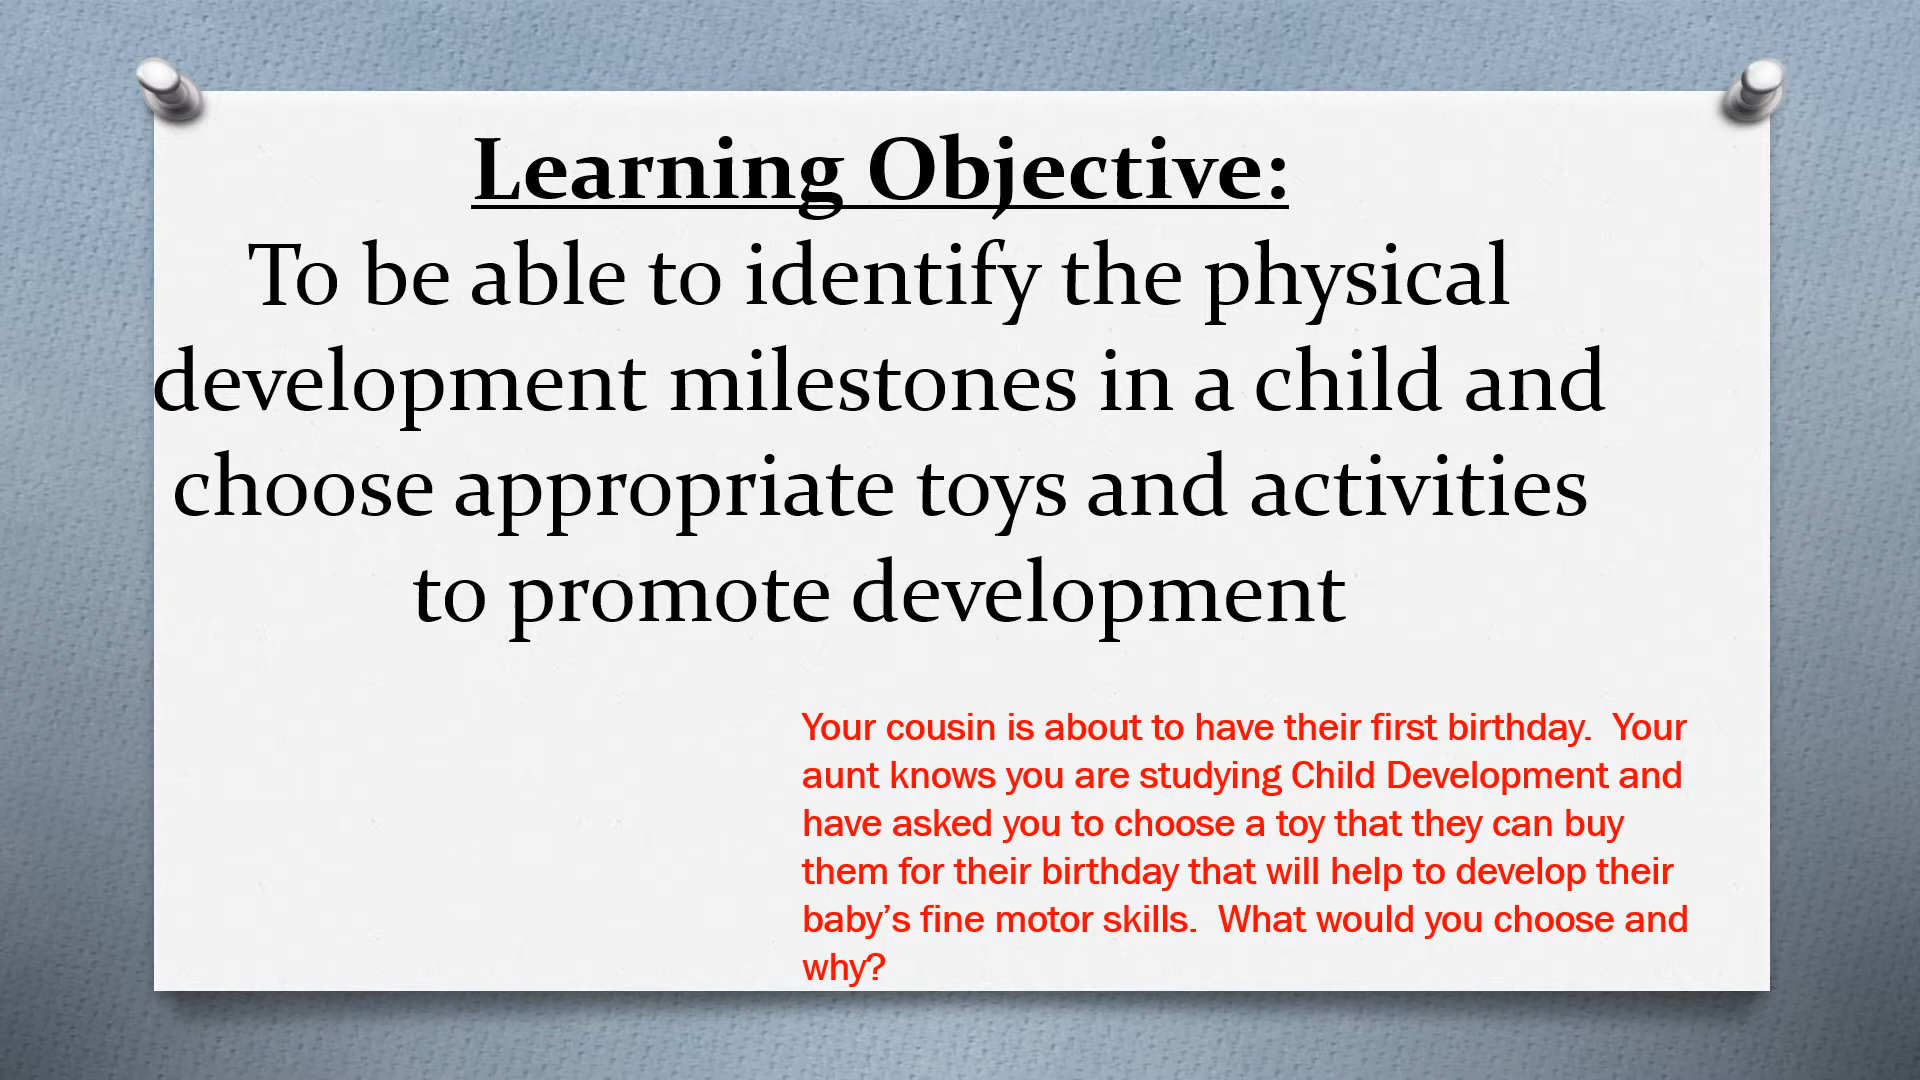 Learning Objective:
To be able to identify the physical
development milestones in a child and
choose appropriate toys and activities
to promote development
Your cousin is about to have their first birthday.  Your
aunt knows you are studying Child Development and
have asked you to choose a toy that they can buy
them for their birthday that will help to develop their
baby’s fine motor skills.  What would you choose and
why?